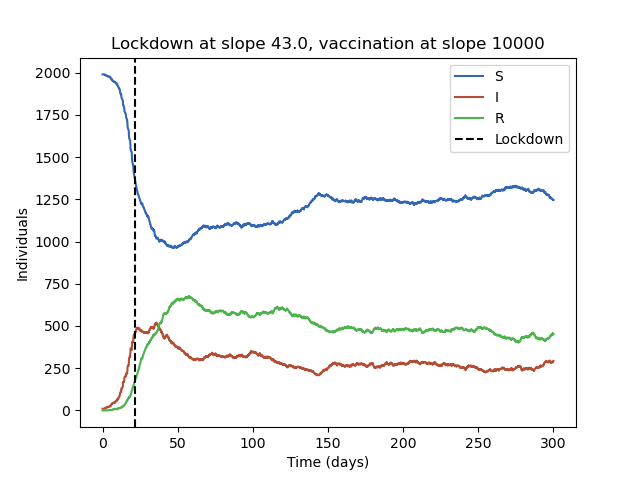 Lockdown at slope 43.0, vaccination at slope 10000
2000
1750
1500
1250
1000
750
500
250
0
Individuals
S
I
R
Lockdown
0 50 100 150 200 250 300
Time (days)